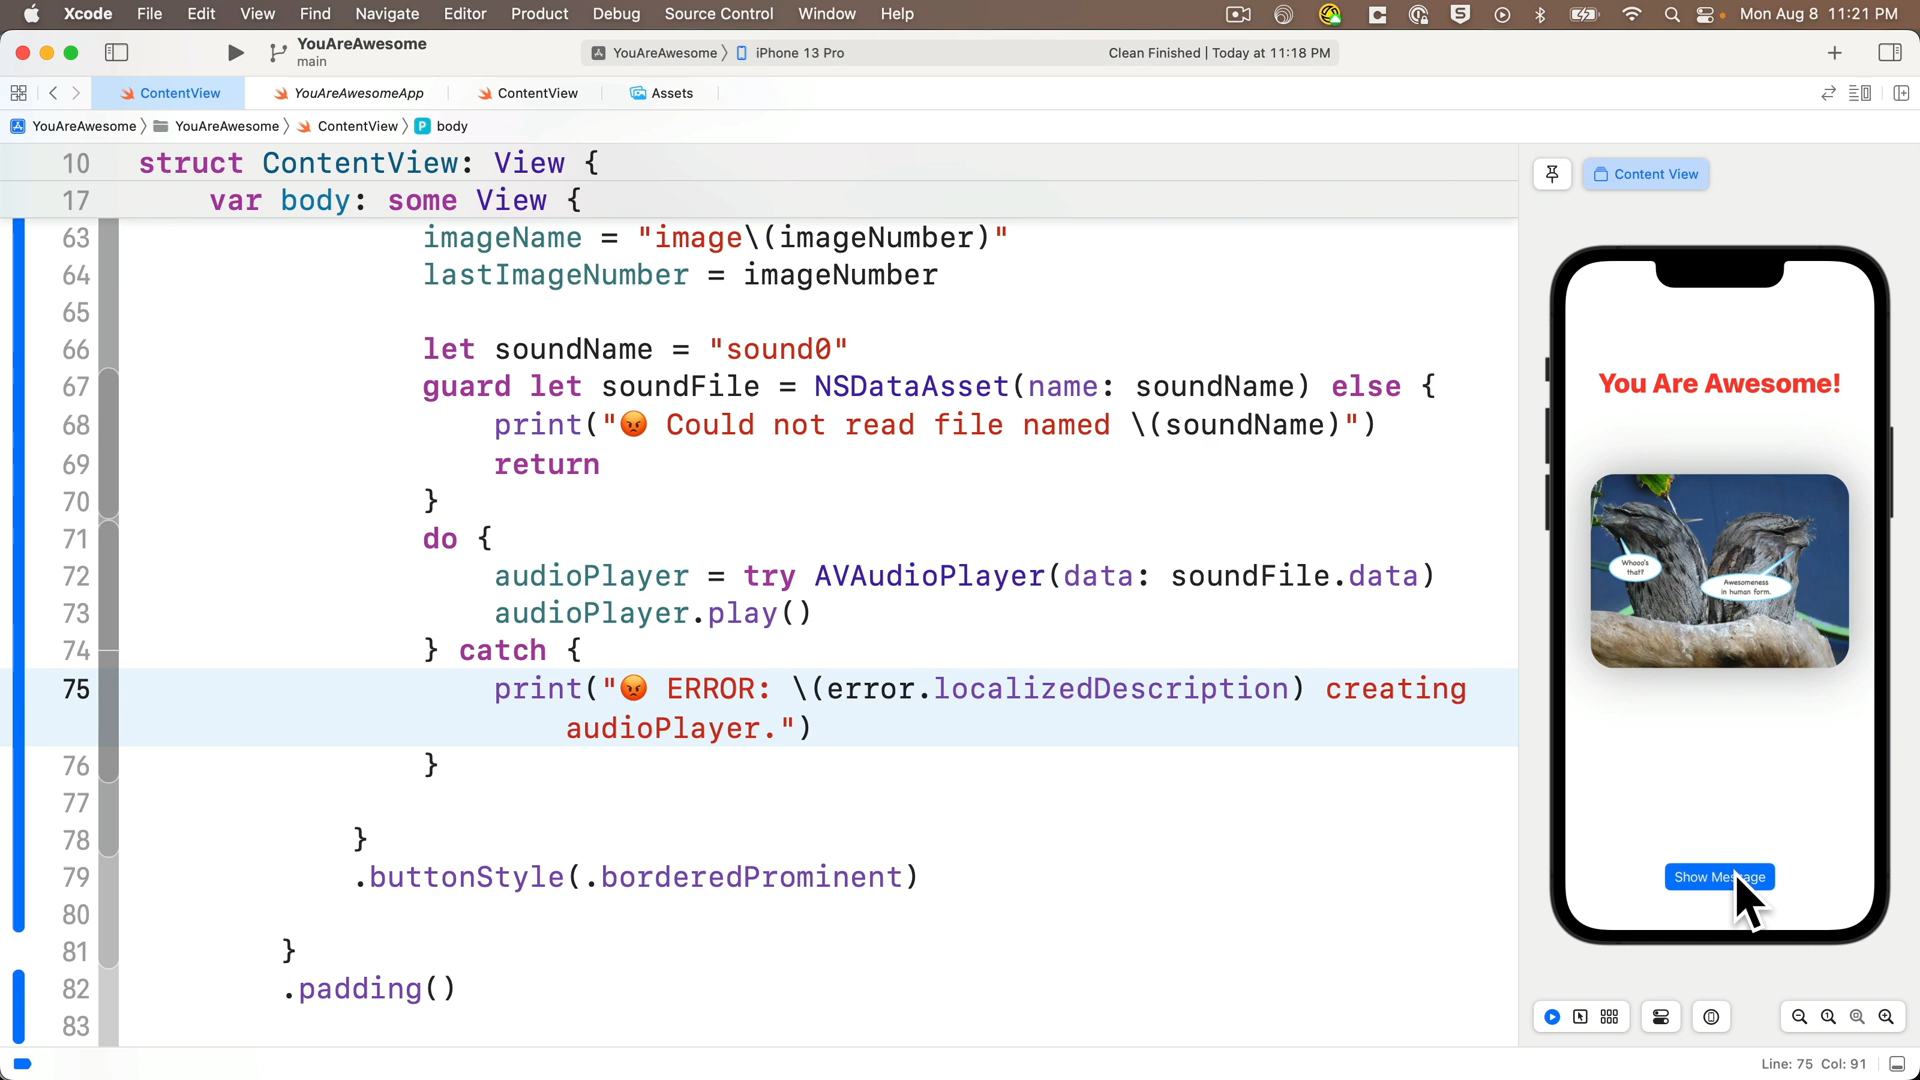 Xcode File Edit View Find Navigate Editor Product Debug Source Control Window Help Mon Aug 8 11:21 PM
YouAreAwesome
main
YouAreAwesome iPhone 13 Pro Clean Finished | Today at 11:18 PM
ContentView YouAreAwesomeApp ContentView Assets
YouAreAwesome YouAreAwesome ContentView P body
10 struct ContentView: View {
17 var body: some View {
63 imageName = "image\(imageNumber)"
64 lastImageNumber = imageNumber
65
66 let soundName = "sound0"
67 guard let soundFile = NSDataAsset(name: soundName) else {
68 print("😡 Could not read file named \(soundName)")
69 return
70 }
71 do {
72 audioPlayer = try AVAudioPlayer(data: soundFile.data)
73 audioPlayer.play()
74 } catch {
75 print("😡 ERROR: \(error.localizedDescription) creating
audioPlayer.")
76 }
77
78 }
79 .buttonStyle(.borderedProminent)
80
81 }
82 .padding()
83
Content View
You Are Awesome!
Whooo's
that?
Awesomeness
in human form.
Show Message
Line: 75 Col: 91